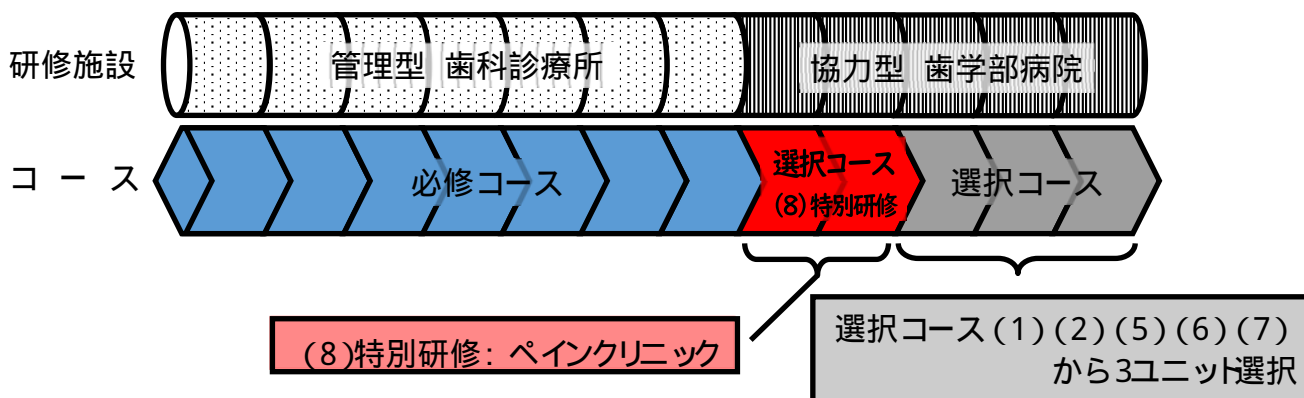 研修施設
管理型 歯科診療所
協力型 歯学部病院
コース
必修コース
選択コース
(8)特別研修
選択コース
(8)特別研修：ペインクリニック
選択コース(1)(2)(5)(6)(7)
から3ユニット選択